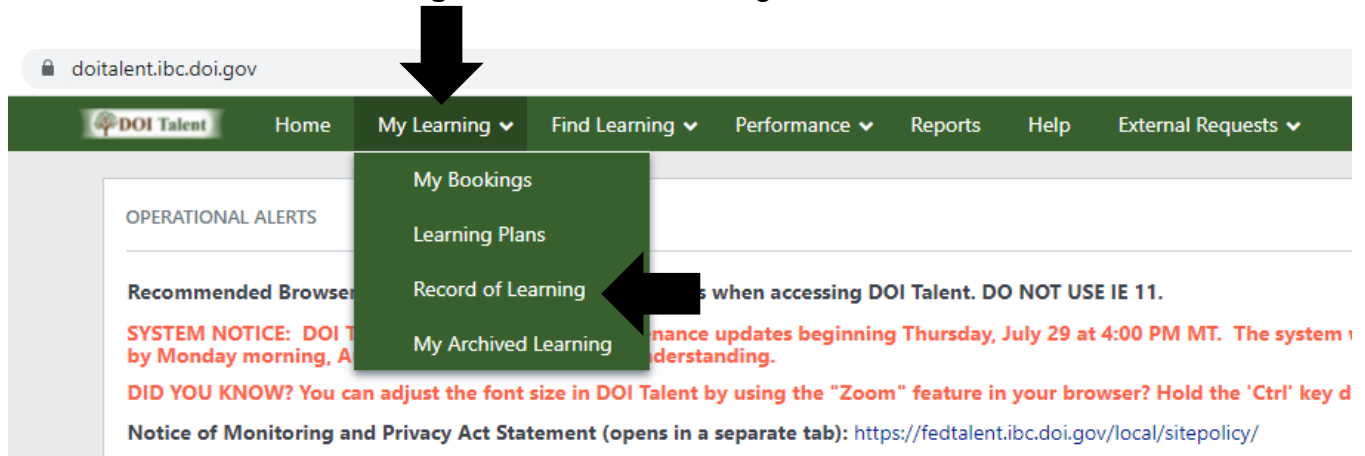 doitalent.ibc.doi.gov
DOI Talent Home My Learning Find Learning Performance Reports Help External Requests
My Bookings
OPERATIONAL ALERTS
Learning Plans
Record of Learning
Recommended Browser when accessing DOI Talent. DO NOT USE IE 11.
My Archived Learning
SYSTEM NOTICE: DOI updates beginning Thursday, July 29 at 4:00 PM MT. The system
by Monday morning,
DID YOU KNOW? You can adjust the font size in DOI Talent by using the "Zoom" feature in your browser? Hold the 'Ctrl' key
Notice of Monitoring and Privacy Act Statement (opens in a separate tab): https://fedtalent.ibc.doi.gov/local/sitepolicy/